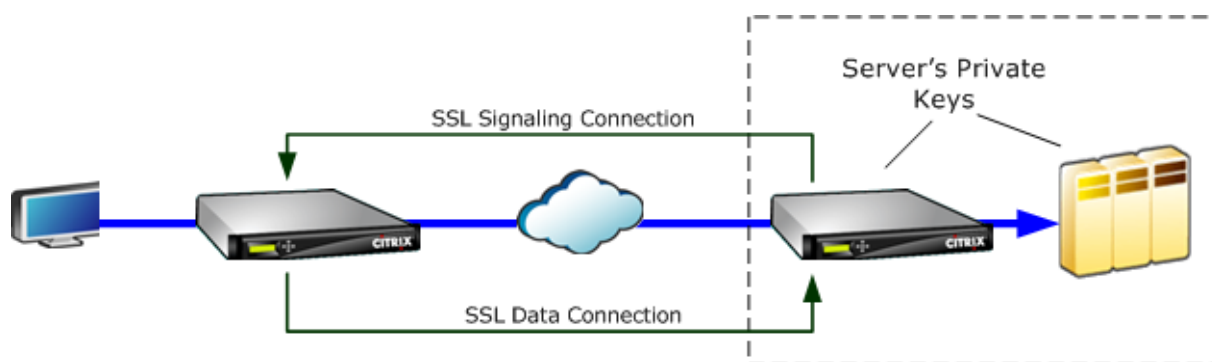 Server's Private
Keys
SSL Signaling Connection
CITRIX
CITRIX
SSL Data Connection